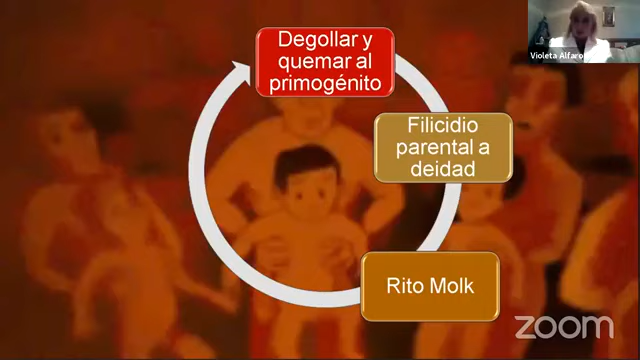 Degollar y
quemar al
primogénito
Violeta Alfaro
Filicidio
parental a
deidad
Rito Molk
zoom